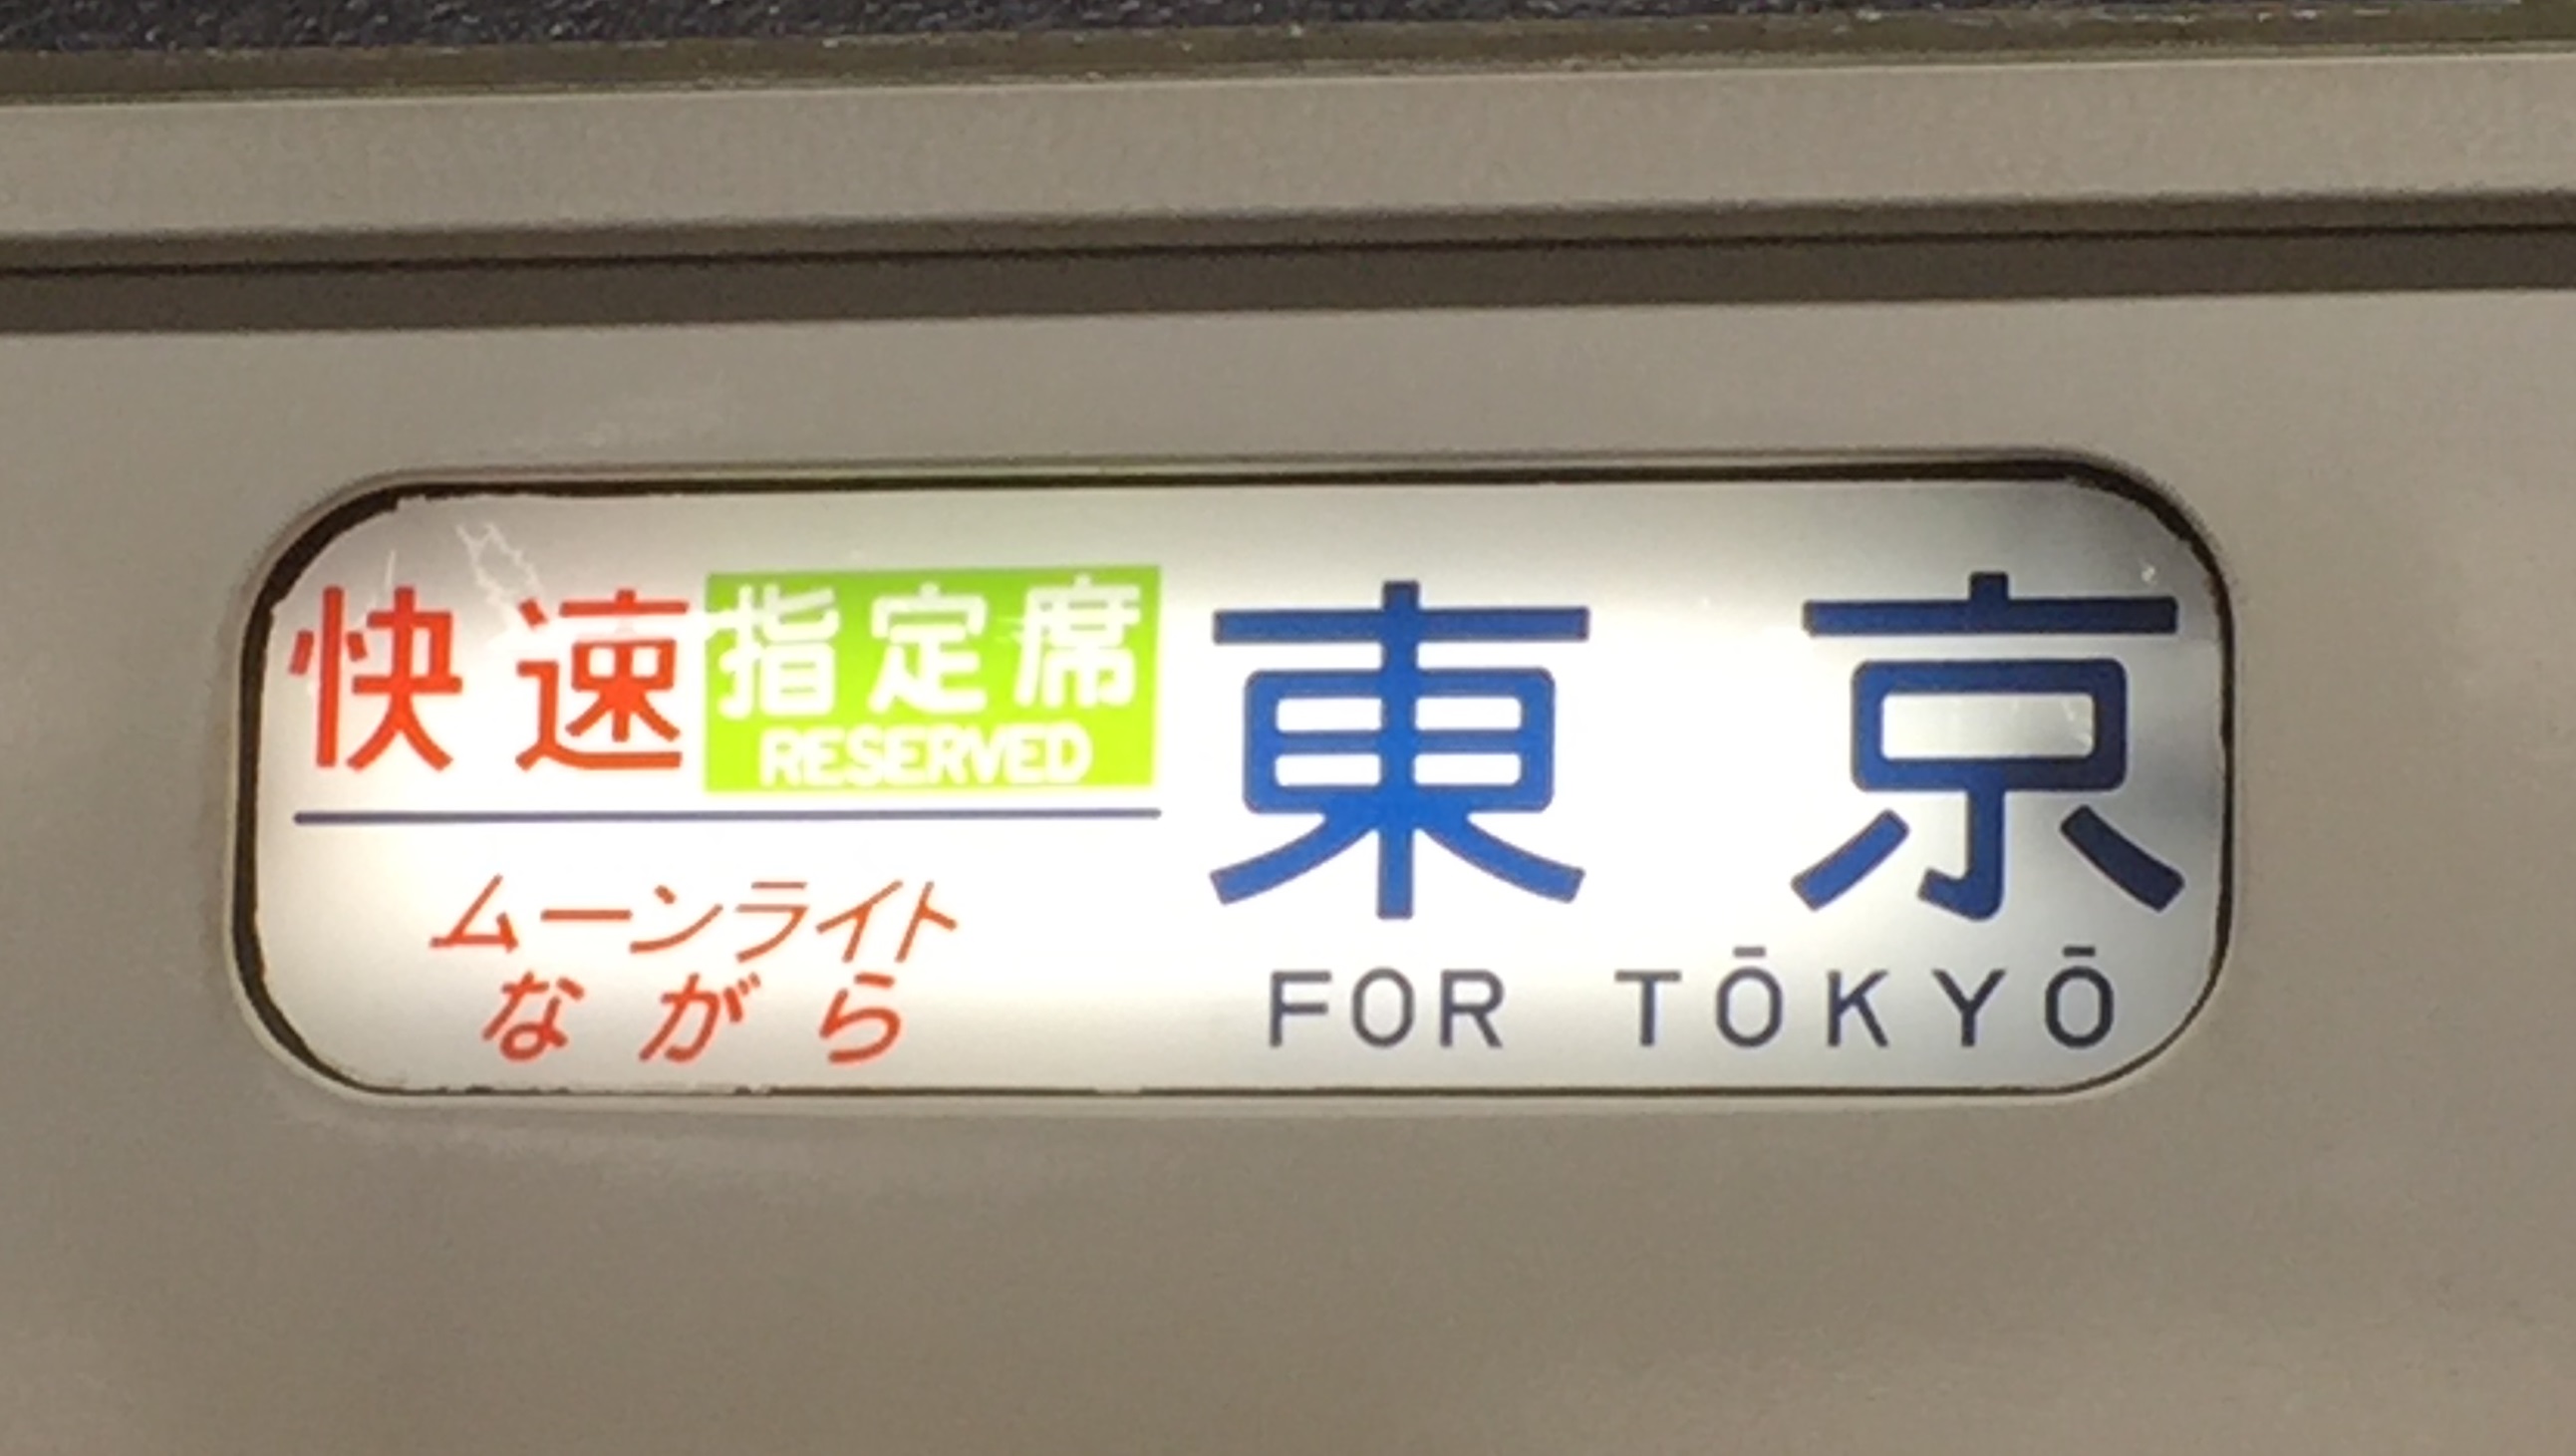 快速 指定席
RESERVED
ムーンライト
ながら
東京
FOR TŌKYŌ